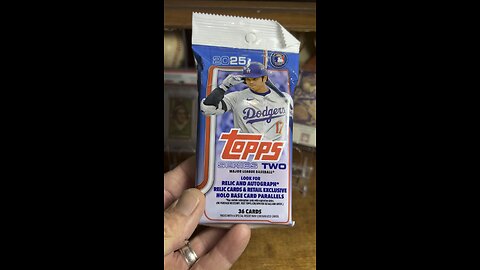 2025
Dodgers
17
TOPPS
SERIES TWO
MAJOR LEAGUE BASEBALL
LOOK FOR
RELIC AND AUTOGRAPH*
RELIC CARDS & RETAIL EXCLUSIVE
HOLO BASE CARD PARALLELS
36 CARDS